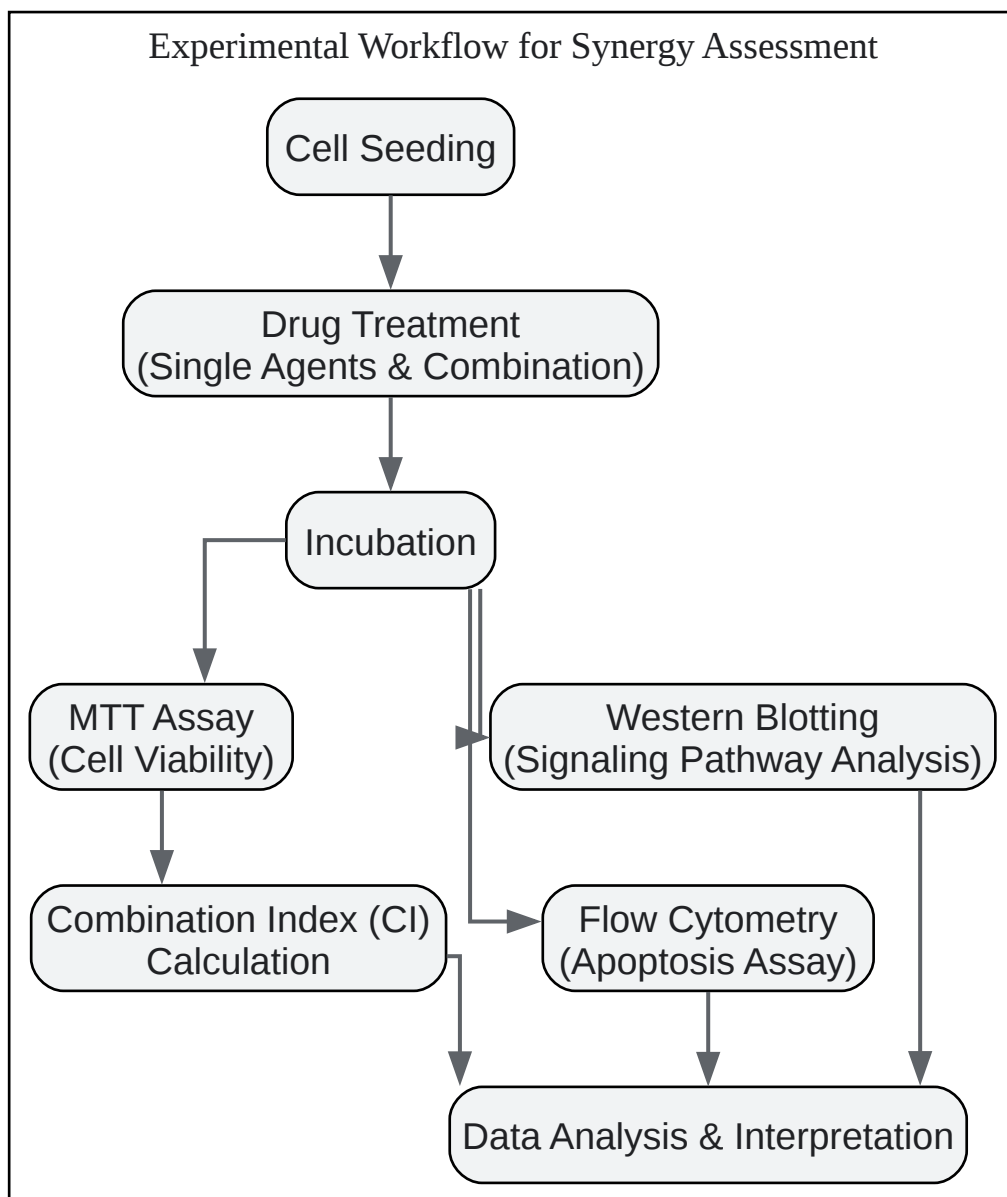 Experimental Workflow for Synergy Assessment
Cell Seeding
Drug Treatment
(Single Agents & Combination)
Incubation
MTT Assay
(Cell Viability)
Western Blotting
(Signaling Pathway Analysis)
Combination Index (CI)
Calculation
Flow Cytometry
(Apoptosis Assay)
Data Analysis & Interpretation